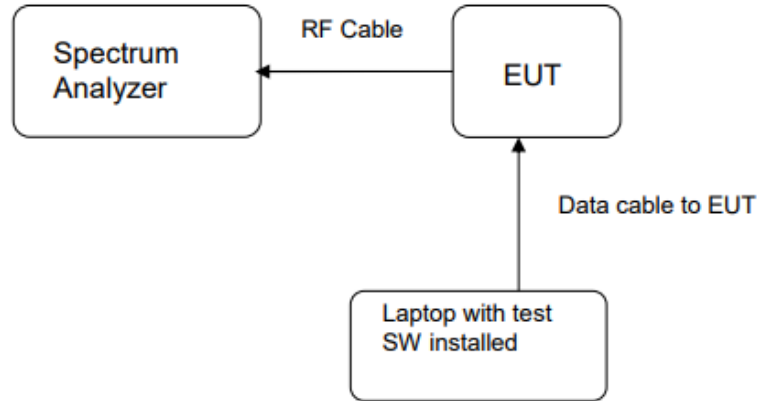 RF Cable
Spectrum
Analyzer
EUT
Data cable to EUT
Laptop with test
SW installed